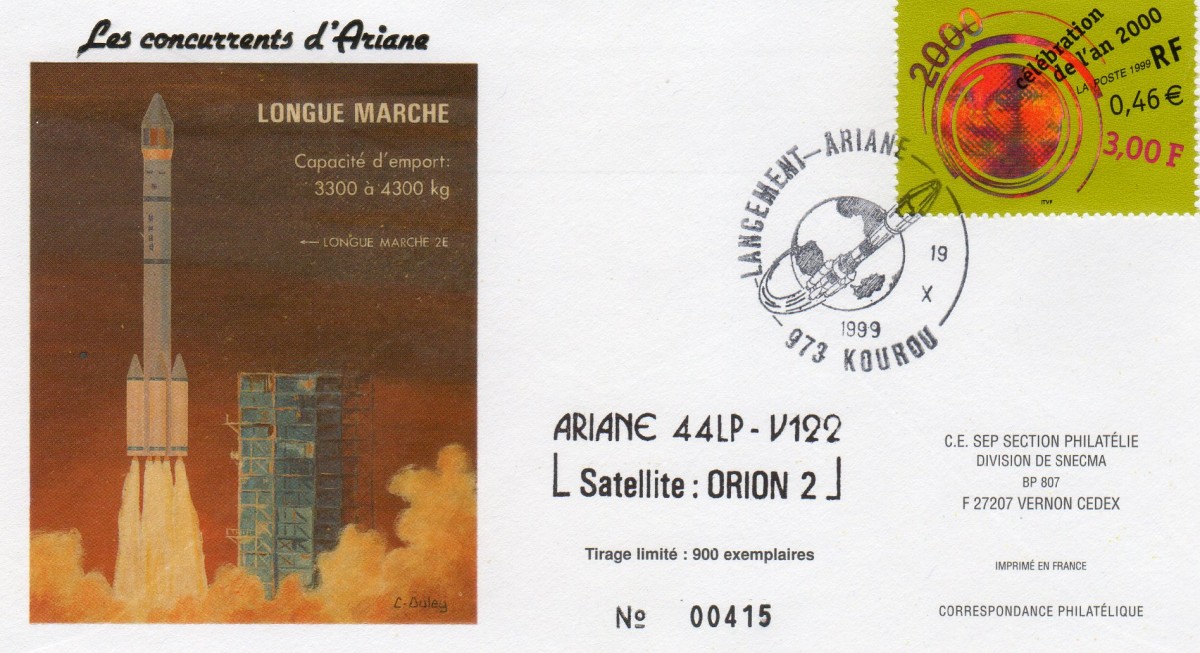 Les concurrents d'Ariane
LONGUE MARCHE
Capacité d'emport:
3300 à 4300 kg
← LONGUE MARCHE 2E
C-Buley
2000
célébration
de l'an 2000
LA POSTE 1999 RF
0,46 €
3,00 F
ITVF
LANCEMENT-ARIANE
19
X
1999
973 KOUROU
ARIANE 44LP - V122
Satellite : ORION 2
Tirage limité : 900 exemplaires
No 00415
C.E. SEP SECTION PHILATÉLIE
DIVISION DE SNECMA
BP 807
F 27207 VERNON CEDEX
IMPRIMÉ EN FRANCE
CORRESPONDANCE PHILATÉLIQUE